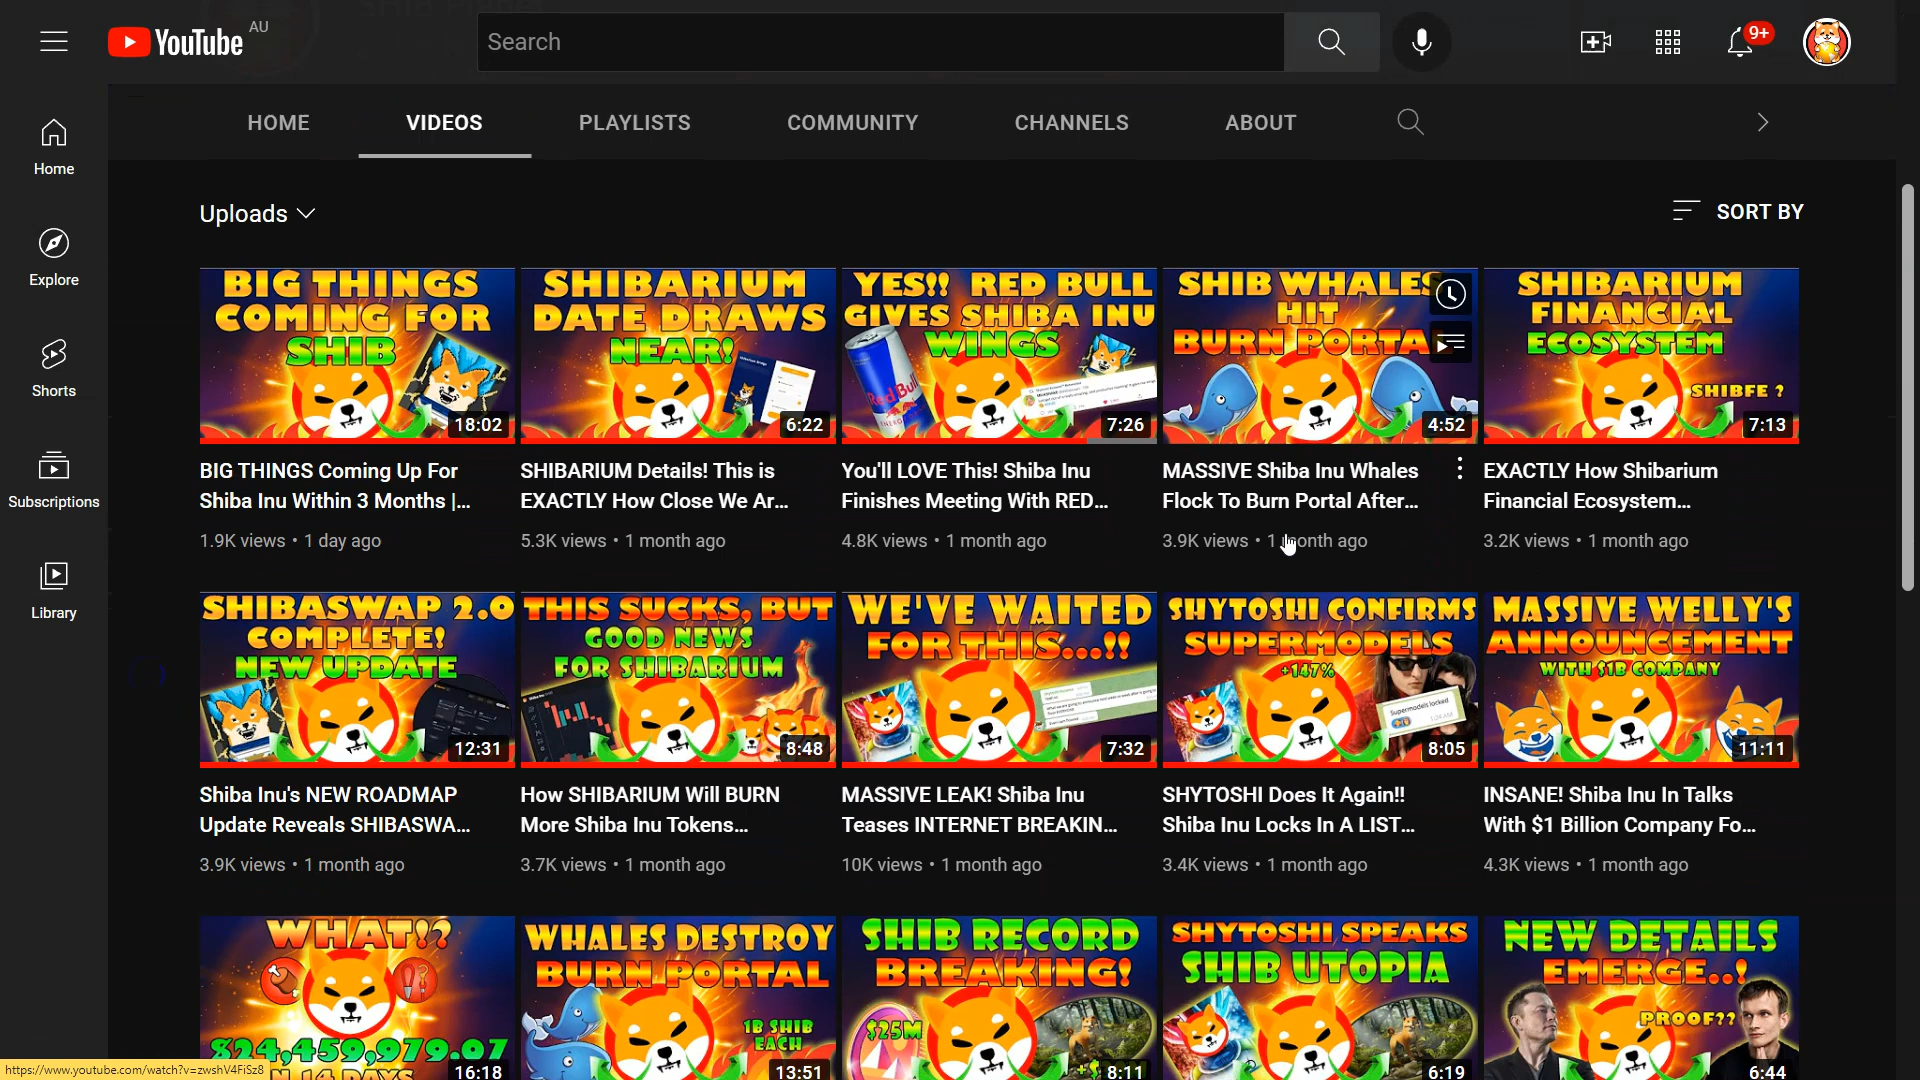 YouTube AU
Search
9+
HOME VIDEOS PLAYLISTS COMMUNITY CHANNELS ABOUT
Home
Explore
Shorts
Subscriptions
Library
Uploads
SORT BY
BIG THINGS
COMING FOR
SHIB
18:02
BIG THINGS Coming Up For
Shiba Inu Within 3 Months |...
1.9K views • 1 day ago
SHIBARIUM
DATE DRAWS
NEAR!
6:22
SHIBARIUM Details! This is
EXACTLY How Close We Ar...
5.3K views • 1 month ago
YES!! RED BULL
GIVES SHIBA INU
WINGS
Red Bull
7:26
You'll LOVE This! Shiba Inu
Finishes Meeting With RED...
4.8K views • 1 month ago
SHIB WHALES
HIT
BURN PORTA
4:52
MASSIVE Shiba Inu Whales
Flock To Burn Portal After...
3.9K views • 1 month ago
SHIBARIUM
FINANCIAL
ECOSYSTEM
SHIBFE ?
7:13
EXACTLY How Shibarium
Financial Ecosystem...
3.2K views • 1 month ago
SHIBASWAP 2.0
COMPLETE!
NEW UPDATE
12:31
Shiba Inu's NEW ROADMAP
Update Reveals SHIBASWA...
3.9K views • 1 month ago
THIS SUCKS, BUT
GOOD NEWS
FOR SHIBARIUM
8:48
How SHIBARIUM Will BURN
More Shiba Inu Tokens...
3.7K views • 1 month ago
WE'VE WAITED
FOR THIS...!!
7:32
MASSIVE LEAK! Shiba Inu
Teases INTERNET BREAKIN...
10K views • 1 month ago
SHYTOSHI CONFIRMS
SUPERMODELS
+147%
Supermodels locked
8:05
SHYTOSHI Does It Again!!
Shiba Inu Locks In A LIST...
3.4K views • 1 month ago
MASSIVE WELLY'S
ANNOUNCEMENT
WITH $1B COMPANY
11:11
INSANE! Shiba Inu In Talks
With $1 Billion Company Fo...
4.3K views • 1 month ago
WHAT!?
$24,459,979.07
N 14 DAYS
16:18
WHALES DESTROY
BURN PORTAL
1B SHIB
EACH
13:51
SHIB RECORD
BREAKING!
$25M
8:11
SHYTOSHI SPEAKS
SHIB UTOPIA
6:19
NEW DETAILS
EMERGE..!
PROOF??
6:44
https://www.youtube.com/watch?v=zwshV4FiSz8